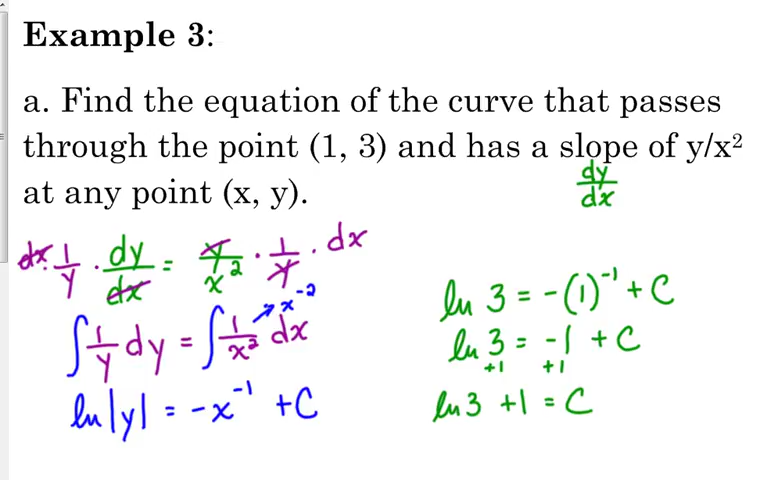 Example 3:
a. Find the equation of the curve that passes
through the point (1, 3) and has a slope of y/x²
at any point (x, y).
dy/dx
dx · 1/y · dy/dx = y/x² · 1/y · dx
∫ 1/y dy = ∫ 1/x² dx → x⁻²
ln|y| = -x⁻¹ + C
ln 3 = -(1)⁻¹ + C
ln 3 = -1 + C
+1 +1
ln 3 + 1 = C